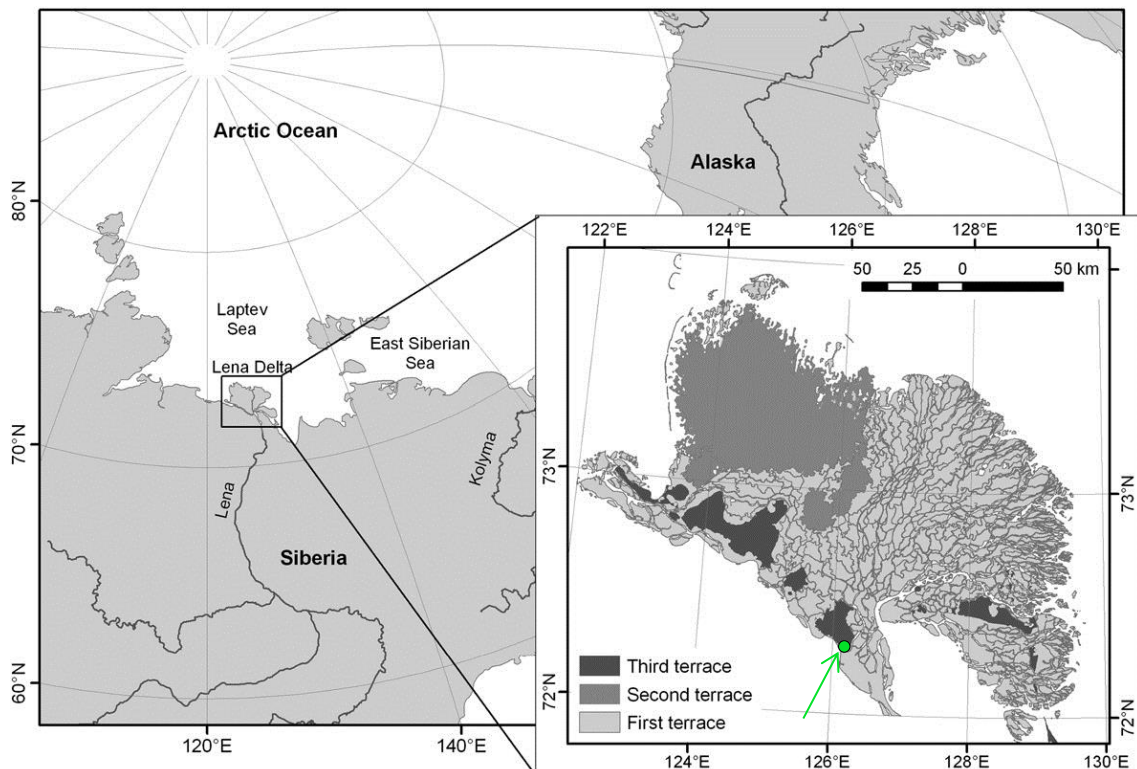 Arctic Ocean
Alaska
80°N
70°N
60°N
Laptev
Sea
East Siberian
Sea
Lena Delta
Lena
Kolyma
Siberia
120°E
140°E
122°E
124°E
126°E
128°E
130°E
50 25 0 50 km
73°N
73°N
72°N
72°N
Third terrace
Second terrace
First terrace
124°E
126°E
128°E
130°E